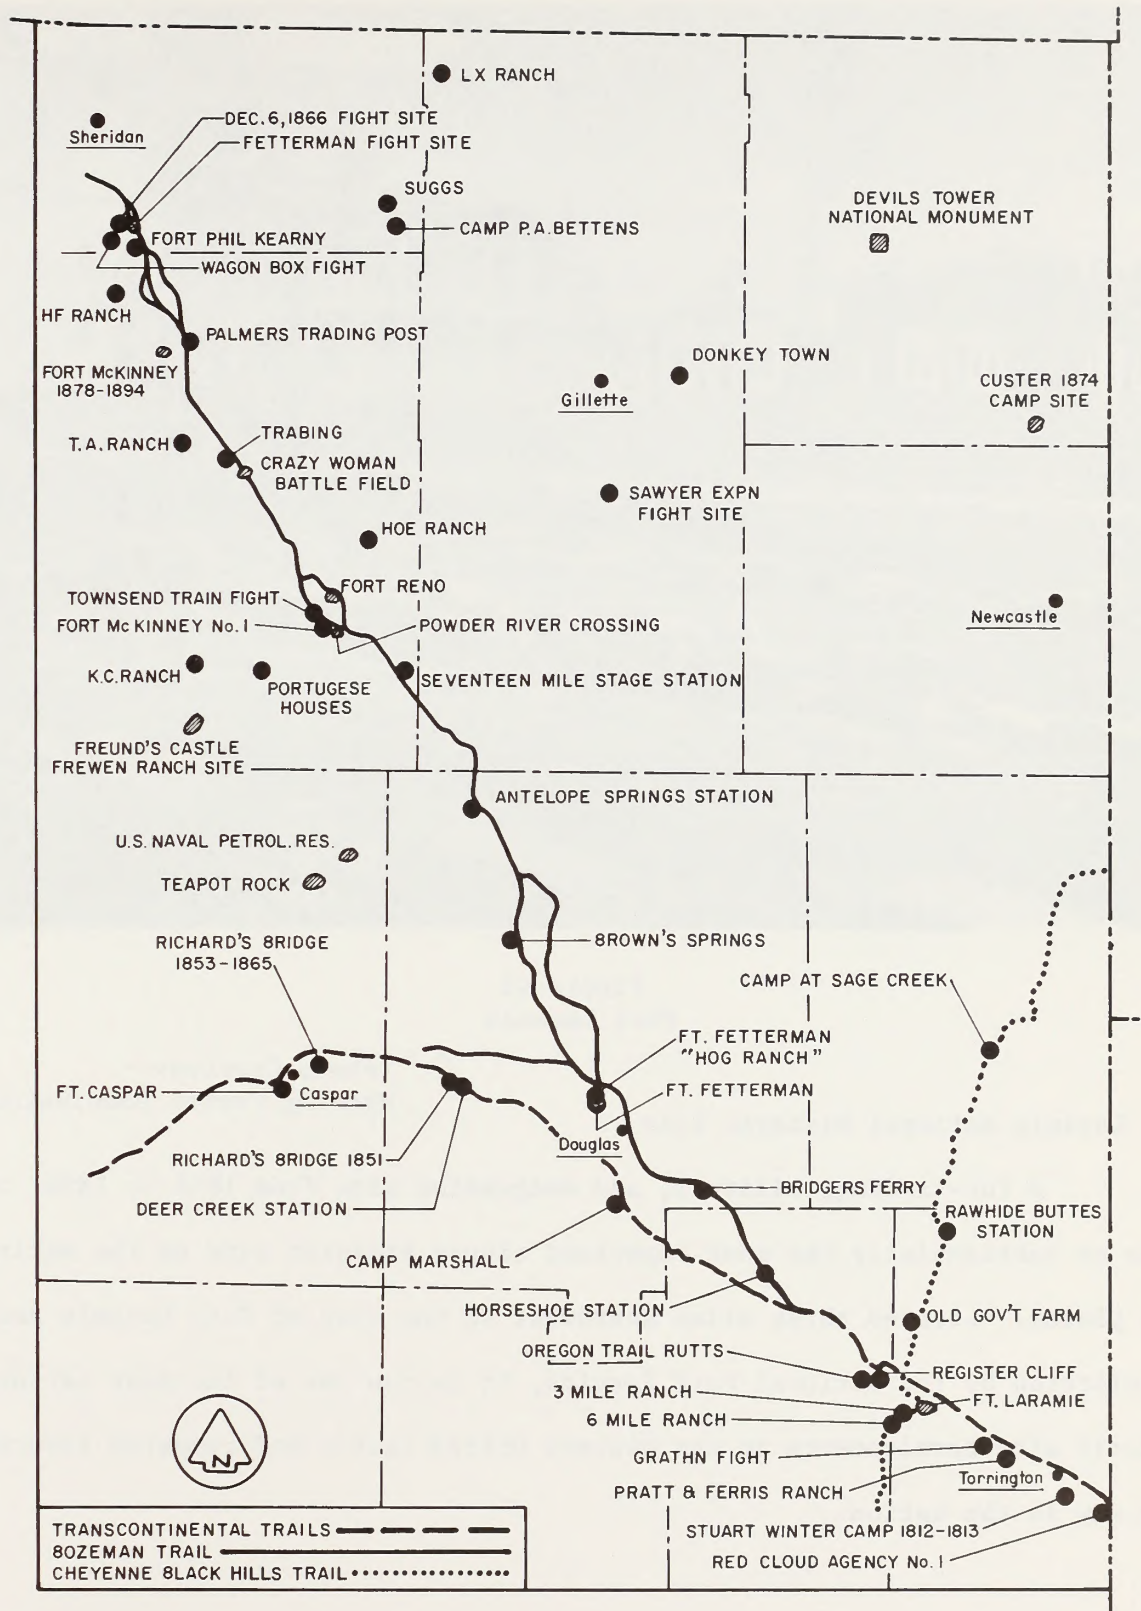 LX RANCH
DEC. 6, 1866 FIGHT SITE
Sheridan
FETTERMAN FIGHT SITE
SUGGS
DEVILS TOWER
NATIONAL MONUMENT
CAMP P.A. BETTENS
FORT PHIL KEARNY
WAGON BOX FIGHT
HF RANCH
PALMERS TRADING POST
DONKEY TOWN
FORT McKINNEY
1878-1894
Gillette
CUSTER 1874
CAMP SITE
T.A. RANCH
TRABING
CRAZY WOMAN
BATTLE FIELD
SAWYER EXPN
FIGHT SITE
HOE RANCH
FORT RENO
TOWNSEND TRAIN FIGHT
FORT McKINNEY No. 1
POWDER RIVER CROSSING
Newcastle
K.C. RANCH
PORTUGESE
HOUSES
SEVENTEEN MILE STAGE STATION
FREUND'S CASTLE
FREWEN RANCH SITE
ANTELOPE SPRINGS STATION
U.S. NAVAL PETROL. RES.
TEAPOT ROCK
RICHARD'S 8RIDGE
1853-1865
8ROWN'S SPRINGS
CAMP AT SAGE CREEK
FT. FETTERMAN
"HOG RANCH"
FT. FETTERMAN
FT. CASPAR
Caspar
Douglas
RICHARD'S 8RIDGE 1851
DEER CREEK STATION
BRIDGERS FERRY
RAWHIDE BUTTES
STATION
CAMP MARSHALL
HORSESHOE STATION
OLD GOV'T FARM
OREGON TRAIL RUTTS
REGISTER CLIFF
3 MILE RANCH
FT. LARAMIE
6 MILE RANCH
GRATHN FIGHT
PRATT & FERRIS RANCH
Torrington
STUART WINTER CAMP 1812-1813
RED CLOUD AGENCY No. 1
N
TRANSCONTINENTAL TRAILS
8OZEMAN TRAIL
CHEYENNE 8LACK HILLS TRAIL